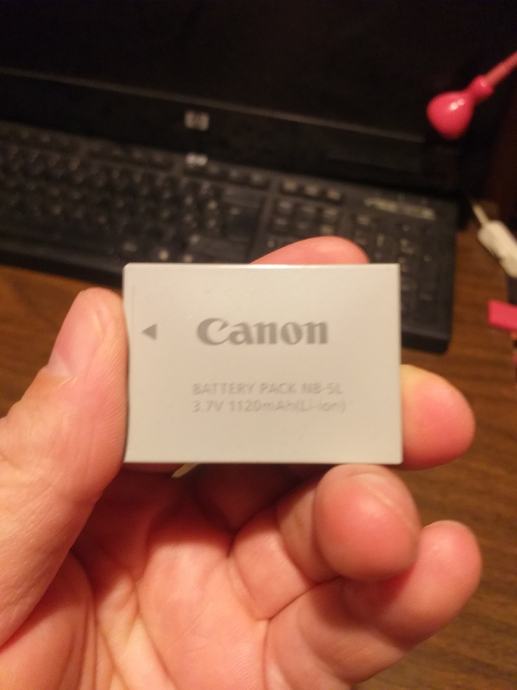 Canon
BATTERY PACK NB-5L
3.7V 1120mAh(Li-ion)